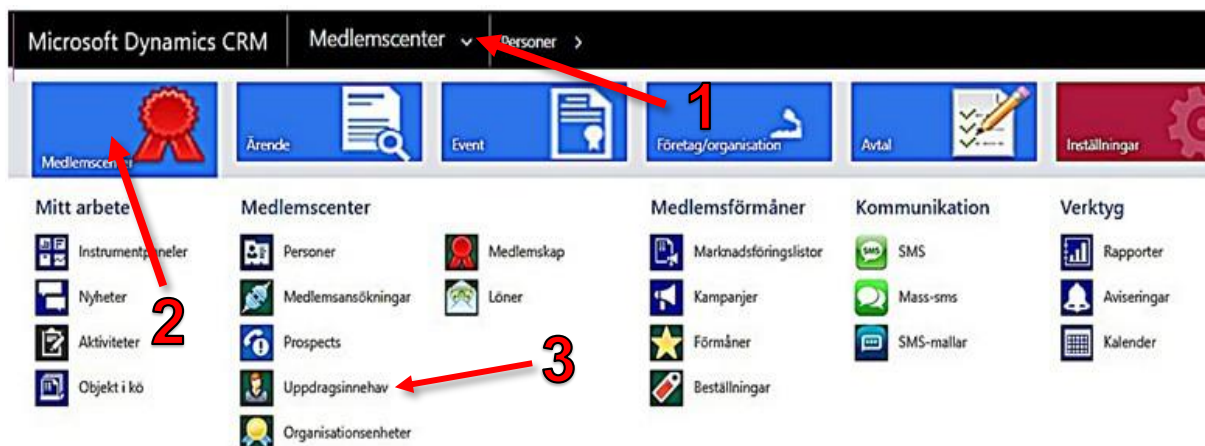 Microsoft Dynamics CRM Medlemscenter Personer
1
Medlemscenter Ärende Event Företag/organisation Avtal Inställningar
2
Mitt arbete
Instrumentpaneler
Nyheter
Aktiviteter
Objekt i kö
Medlemscenter
Personer
Medlemsansökningar
Prospects
Uppdragsinnehav
3
Organisationsenheter
Medlemskap
Löner
Medlemsförmåner
Marknadsföringslistor
Kampanjer
Förmåner
Beställningar
Kommunikation
SMS
SMS
Mass-sms
SMS-mallar
Verktyg
Rapporter
Aviseringar
Kalender